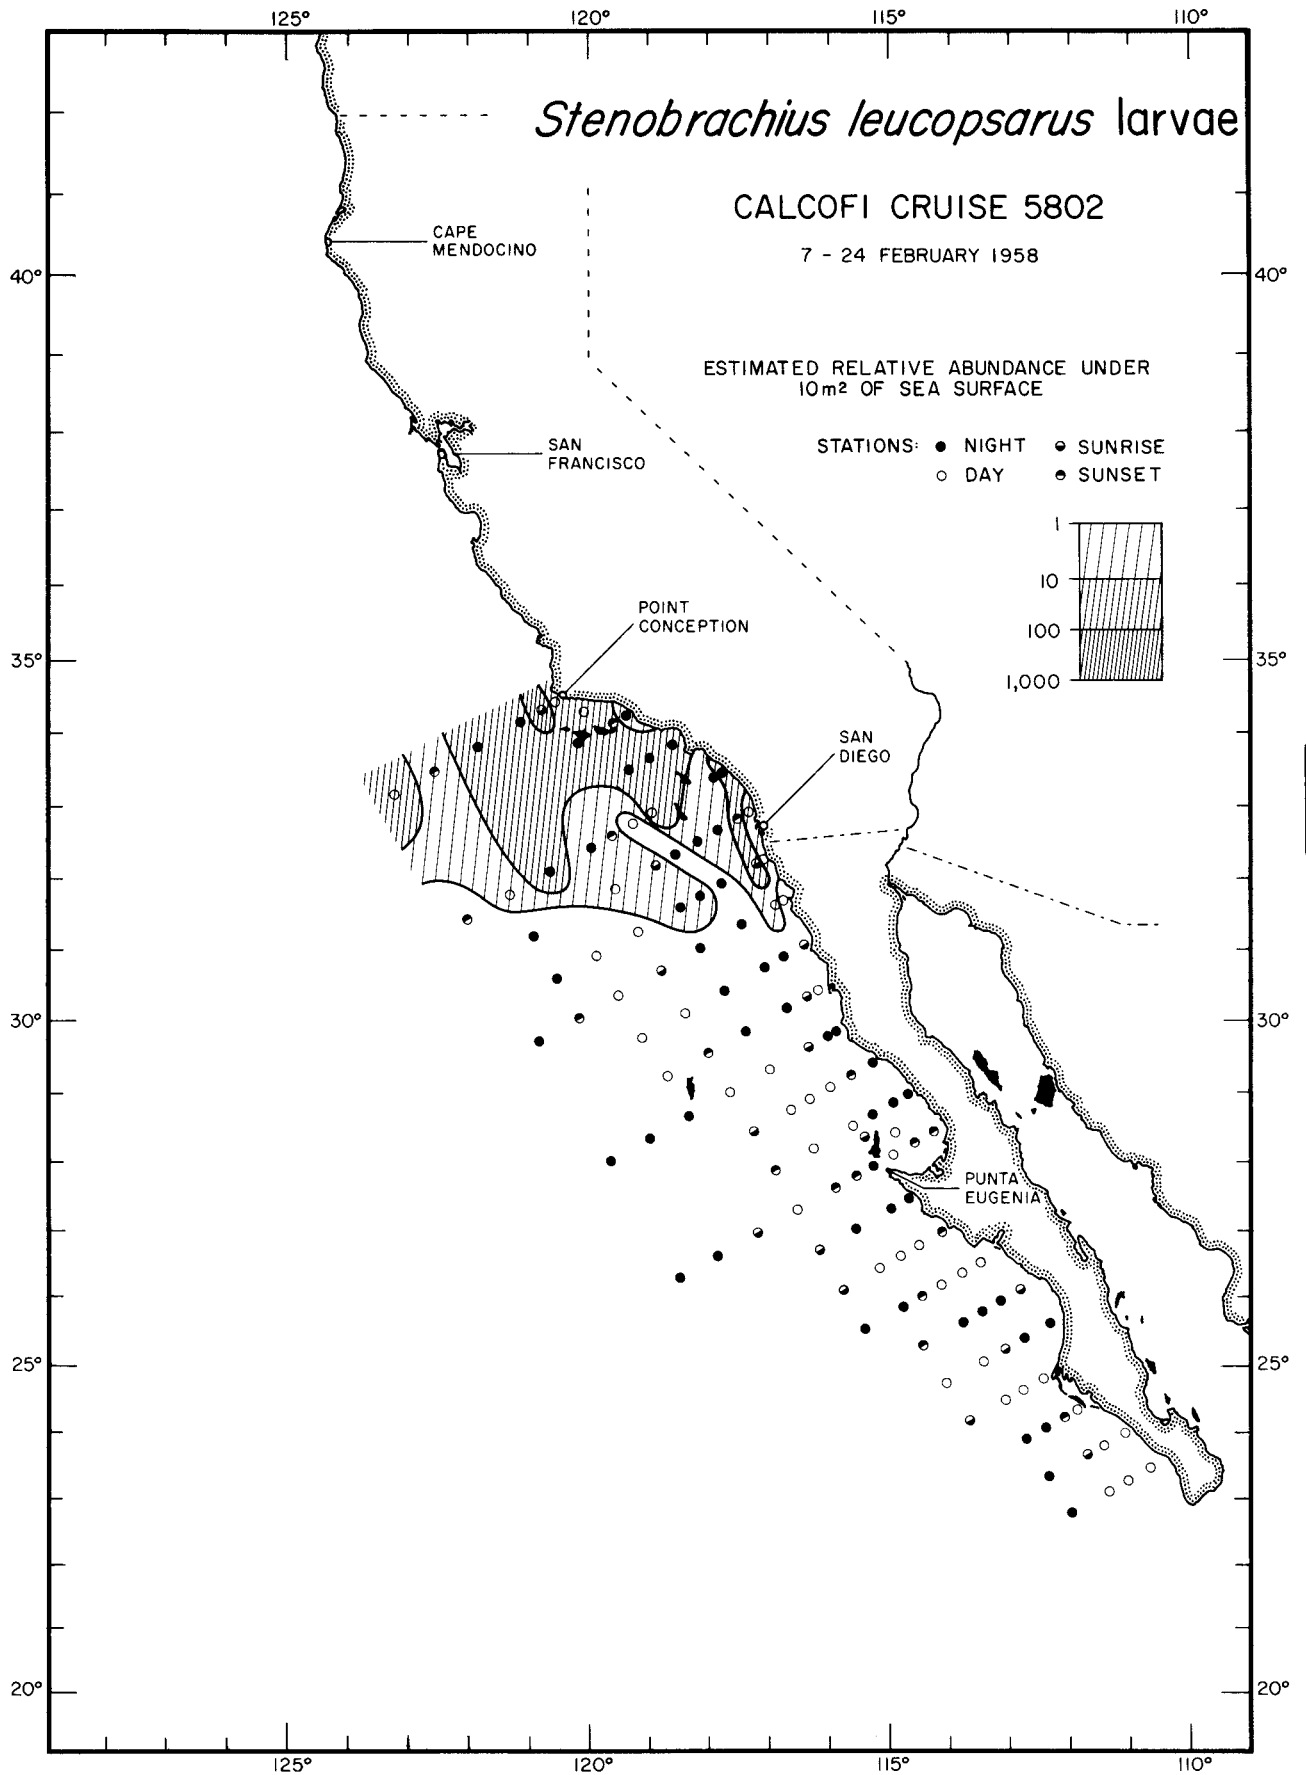 125° 120° 115° 110°
Stenobrachius leucopsarus larvae
CALCOFI CRUISE 5802
7 - 24 FEBRUARY 1958
CAPE
MENDOCINO
40° 40°
ESTIMATED RELATIVE ABUNDANCE UNDER
10m² OF SEA SURFACE
STATIONS: NIGHT SUNRISE
DAY SUNSET
SAN
FRANCISCO
1
10
100
1,000
POINT
CONCEPTION
35° 35°
SAN
DIEGO
30° 30°
PUNTA
EUGENIA
25° 25°
20° 20°
125° 120° 115° 110°